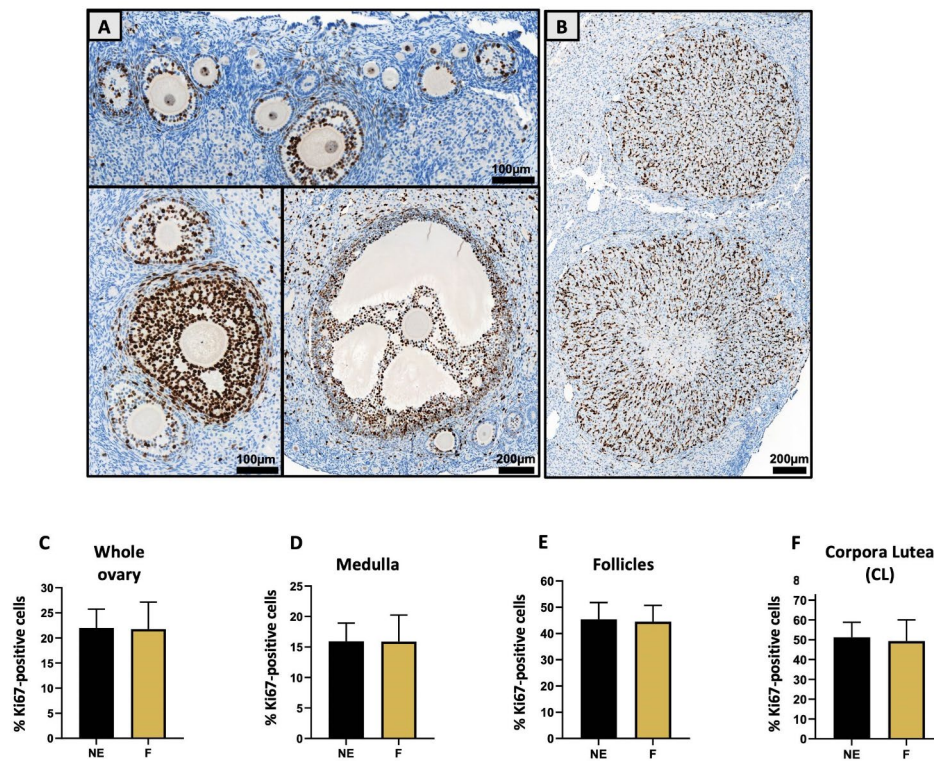 A
B
100µm
100µm
200µm
200µm
C
Whole
ovary
% Ki67-positive cells
30
25
20
15
10
5
0
NE
F
D
Medulla
% Ki67-positive cells
25
20
15
10
5
0
NE
F
E
Follicles
% Ki67-positive cells
60
50
40
30
20
10
0
NE
F
F
Corpora Lutea
(CL)
% Ki67-positive cells
8
70
60
50
40
30
20
10
0
NE
F